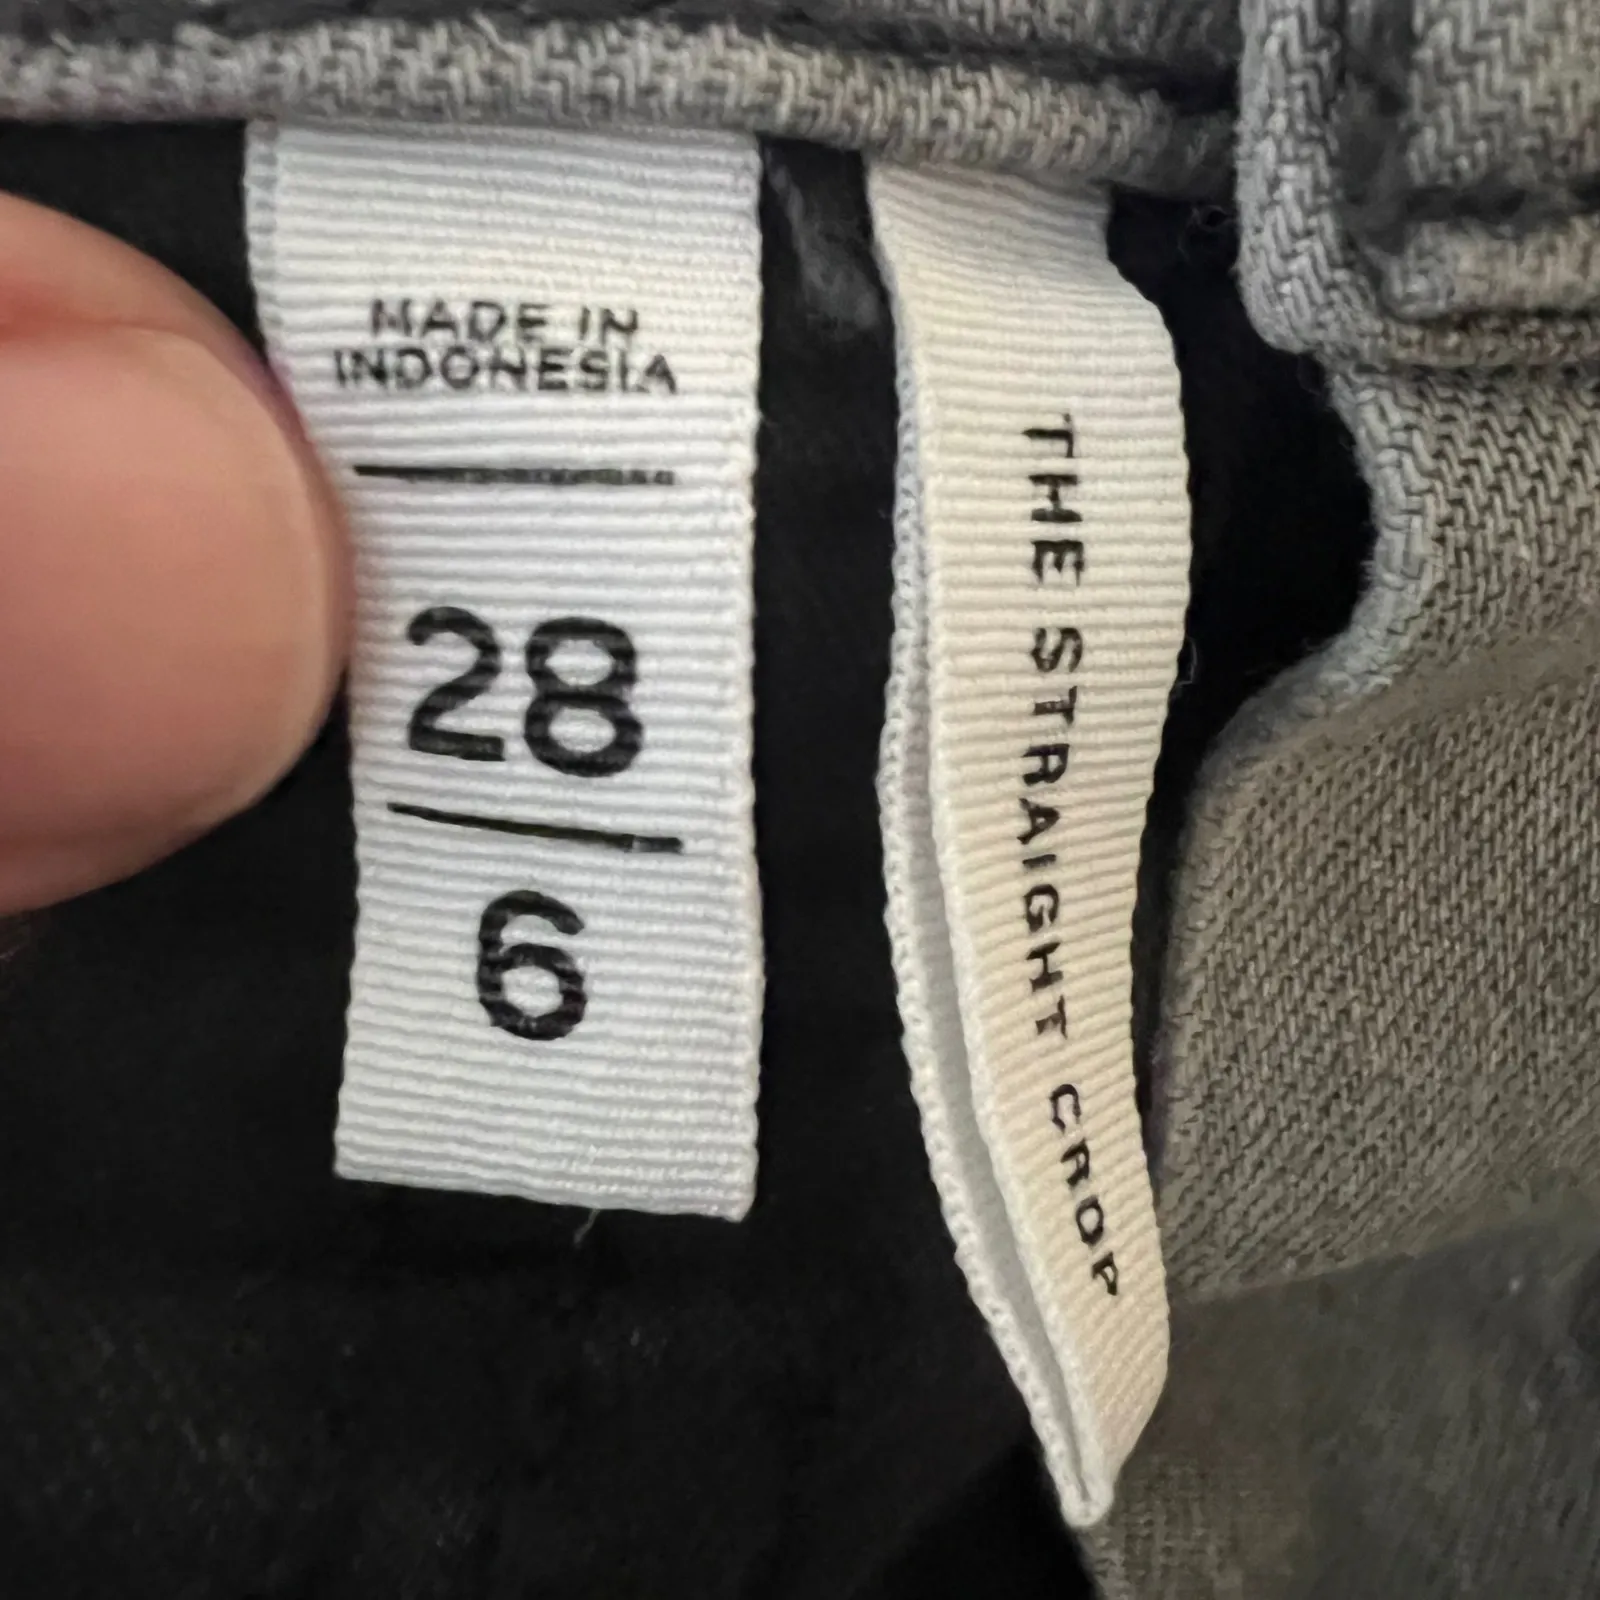 MADE IN
INDONESIA
28
6
THE STRAIGHT CROP